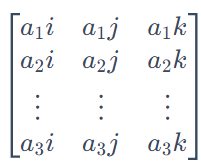 a₁i a₁j a₁k
a₂i a₂j a₂k
⋮ ⋮ ⋮
a₃i a₃j a₃k